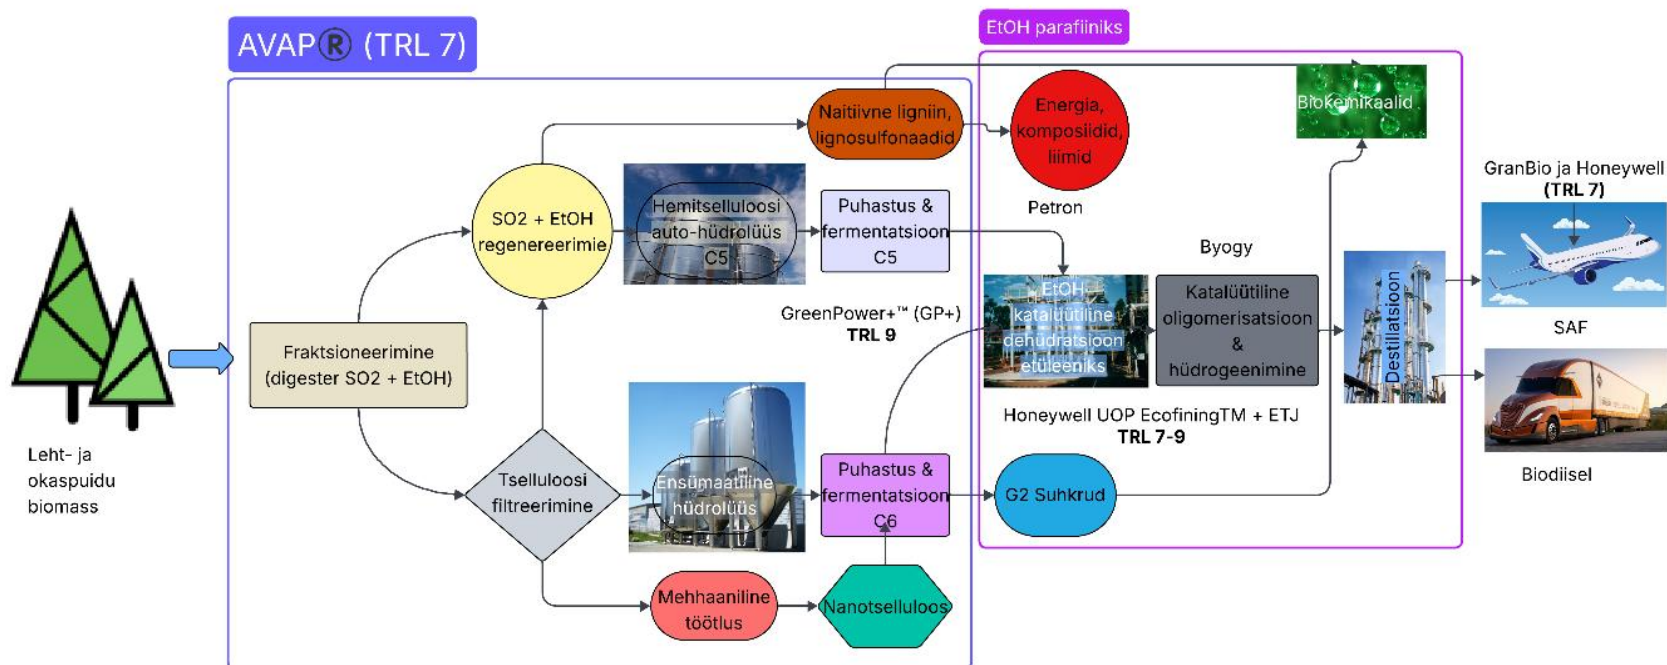 AVAP® (TRL 7)
EtOH parafiiniks
Naitiivne ligniin,
lignosulfonaadid
Energia,
komposiidid,
liimid
Biokemikaalid
GranBio ja Honeywell
(TRL 7)
SO2 + EtOH
regenereerimie
Hemitselluloosi
auto-hüdrolüüs
C5
Puhastus &
fermentatsioon
C5
Petron
Byogy
EtOH
katalüütiline
dehüdratsioon
etüleeniks
Katalüütiline
oligomerisatsioon
&
hüdrogeenimine
Destillatsioon
SAF
GreenPower+™ (GP+)
TRL 9
Fraktsioneerimine
(digester SO2 + EtOH)
Honeywell UOP EcofiningTM + ETJ
TRL 7-9
Leht- ja
okaspuidu
biomass
Tselluloosi
filtreerimine
Ensümaatiline
hüdrolüüs
Puhastus &
fermentatsioon
C6
G2 Suhkrud
Biodiisel
Mehhaaniline
töötlus
Nanotselluloos